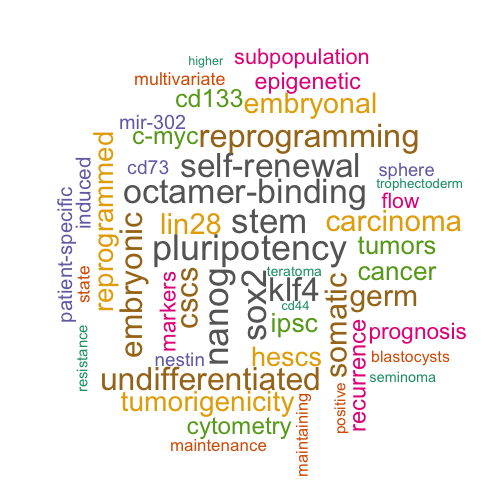 higher
subpopulation
multivariate
epigenetic
cd133
embryonal
mir-302
c-myc
reprogramming
cd73
self-renewal
sphere
trophectoderm
octamer-binding
flow
induced
reprogrammed
patient-specific
lin28
stem
carcinoma
embryonic
pluripotency
tumors
state
markers
cscs
nanog
sox2
teratoma
klf4
cancer
cd44
somatic
germ
ipsc
resistance
nestin
hescs
recurrence
prognosis
blastocysts
undifferentiated
seminoma
tumorigenicity
maintaining
positive
cytometry
maintenance